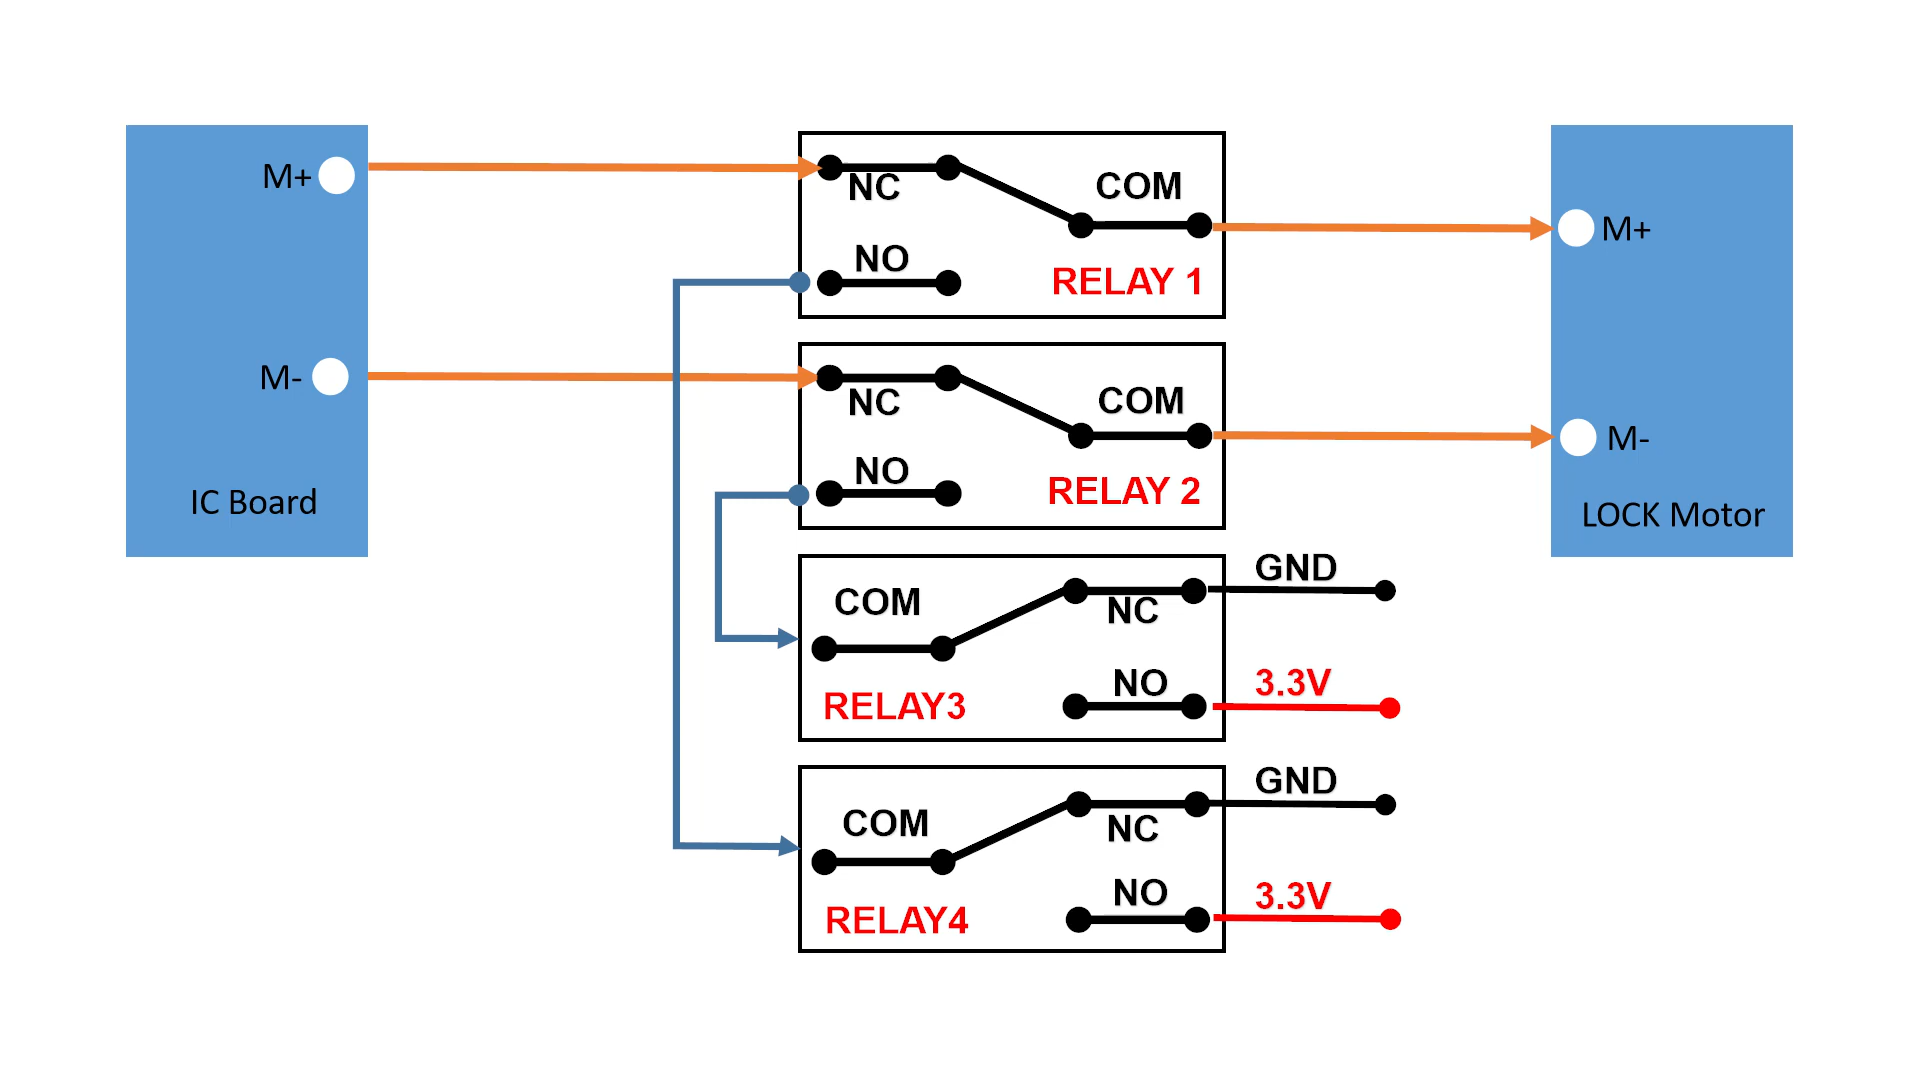 M+
M-
IC Board
NC
COM
NO
RELAY 1
NC
COM
NO
RELAY 2
COM
NC
GND
NO
3.3V
RELAY3
COM
NC
GND
NO
3.3V
RELAY4
M+
M-
LOCK Motor